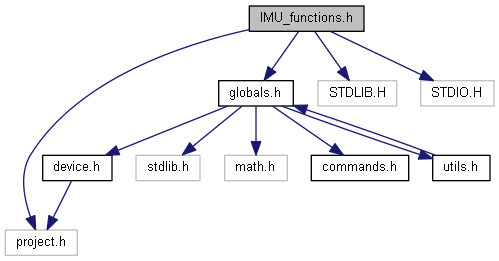 IMU_functions.h
globals.h
STDLIB.H
STDIO.H
device.h
stdlib.h
math.h
commands.h
utils.h
project.h